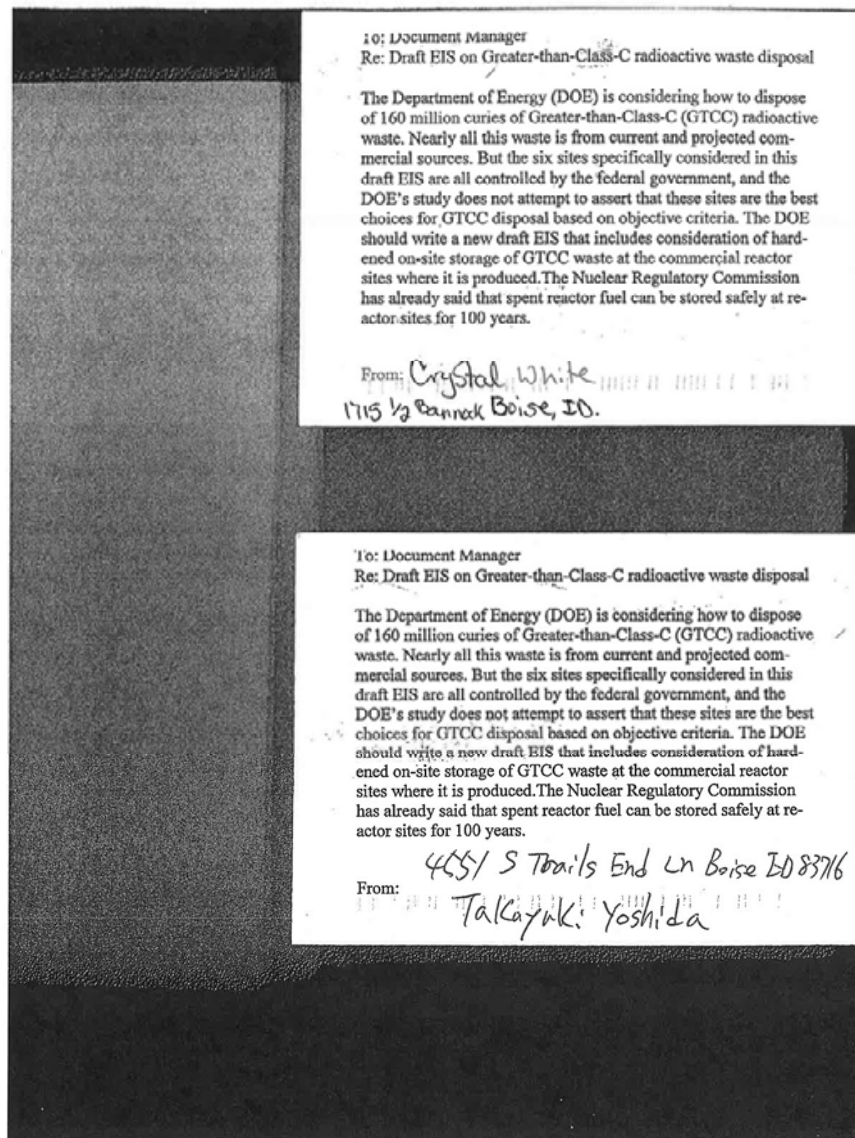 To: Document Manager
Re: Draft EIS on Greater-than-Class-C radioactive waste disposal
The Department of Energy (DOE) is considering how to dispose
of 160 million curies of Greater-than-Class-C (GTCC) radioactive
waste. Nearly all this waste is from current and projected com-
mercial sources. But the six sites specifically considered in this
draft EIS are all controlled by the federal government, and the
DOE's study does not attempt to assert that these sites are the best
choices for GTCC disposal based on objective criteria. The DOE
should write a new draft EIS that includes consideration of hard-
ened on-site storage of GTCC waste at the commercial reactor
sites where it is produced.The Nuclear Regulatory Commission
has already said that spent reactor fuel can be stored safely at re-
actor sites for 100 years.
From: Crystal White
1715 1/2 Bannock Boise, ID.
To: Document Manager
Re: Draft EIS on Greater-than-Class-C radioactive waste disposal
The Department of Energy (DOE) is considering how to dispose
of 160 million curies of Greater-than-Class-C (GTCC) radioactive
waste. Nearly all this waste is from current and projected com-
mercial sources. But the six sites specifically considered in this
draft EIS are all controlled by the federal government, and the
DOE's study does not attempt to assert that these sites are the best
choices for GTCC disposal based on objective criteria. The DOE
should write a new draft EIS that includes consideration of hard-
ened on-site storage of GTCC waste at the commercial reactor
sites where it is produced.The Nuclear Regulatory Commission
has already said that spent reactor fuel can be stored safely at re-
actor sites for 100 years.
4551 S Trails End Ln Boise ID 83716
From:
Takayuki Yoshida